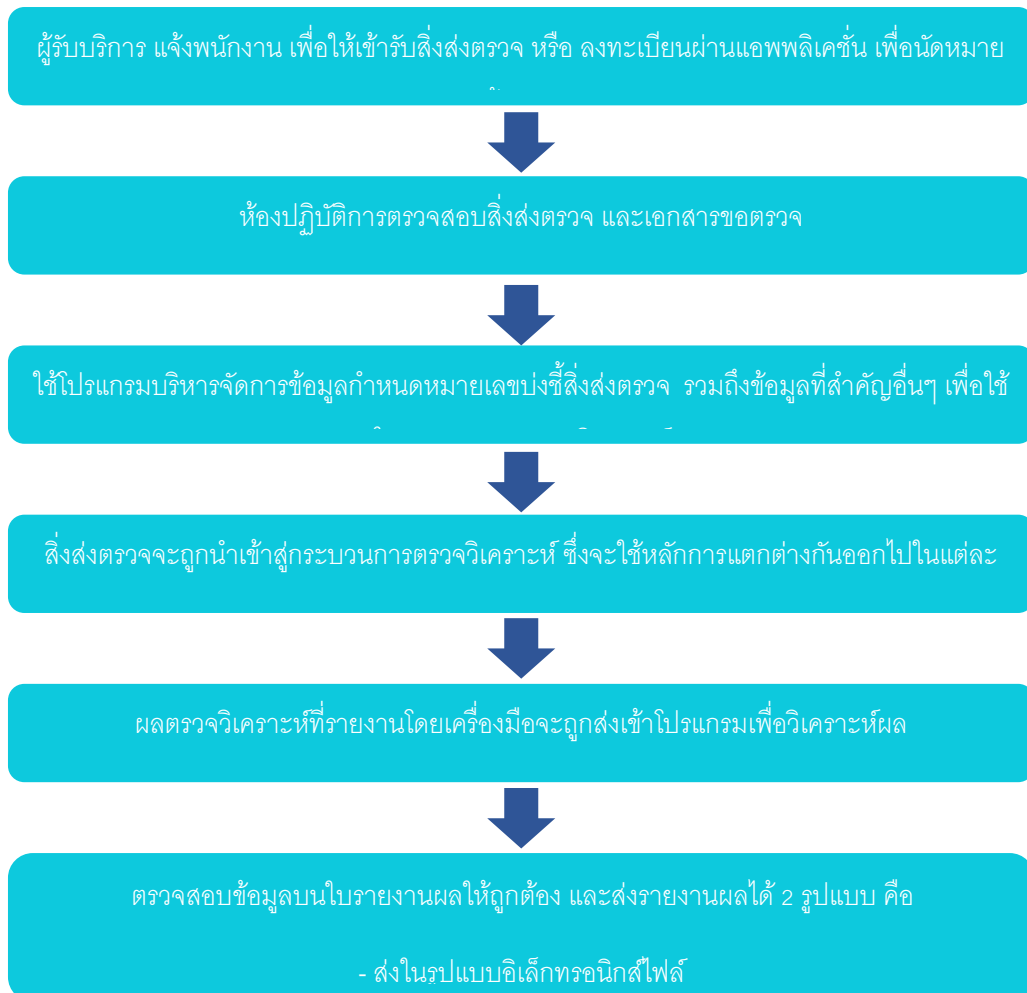 ผู้รับบริการ แจ้งพนักงาน เพื่อให้เข้ารับสิ่งส่งตรวจ หรือ ลงทะเบียนผ่านแอพพลิเคชั่น เพื่อนัดหมาย
ห้องปฏิบัติการตรวจสอบสิ่งส่งตรวจ และเอกสารขอตรวจ
ใช้โปรแกรมบริหารจัดการข้อมูลกำหนดหมายเลขบ่งชี้สิ่งส่งตรวจ รวมถึงข้อมูลที่สำคัญอื่นๆ เพื่อใช้
สิ่งส่งตรวจจะถูกนำเข้าสู่กระบวนการตรวจวิเคราะห์ ซึ่งจะใช้หลักการแตกต่างกันออกไปในแต่ละ
ผลตรวจวิเคราะห์ที่รายงานโดยเครื่องมือจะถูกส่งเข้าโปรแกรมเพื่อวิเคราะห์ผล
ตรวจสอบข้อมูลบนใบรายงานผลให้ถูกต้อง และส่งรายงานผลได้ 2 รูปแบบ คือ
- ส่งในรูปแบบอิเล็กทรอนิกส์ไฟล์